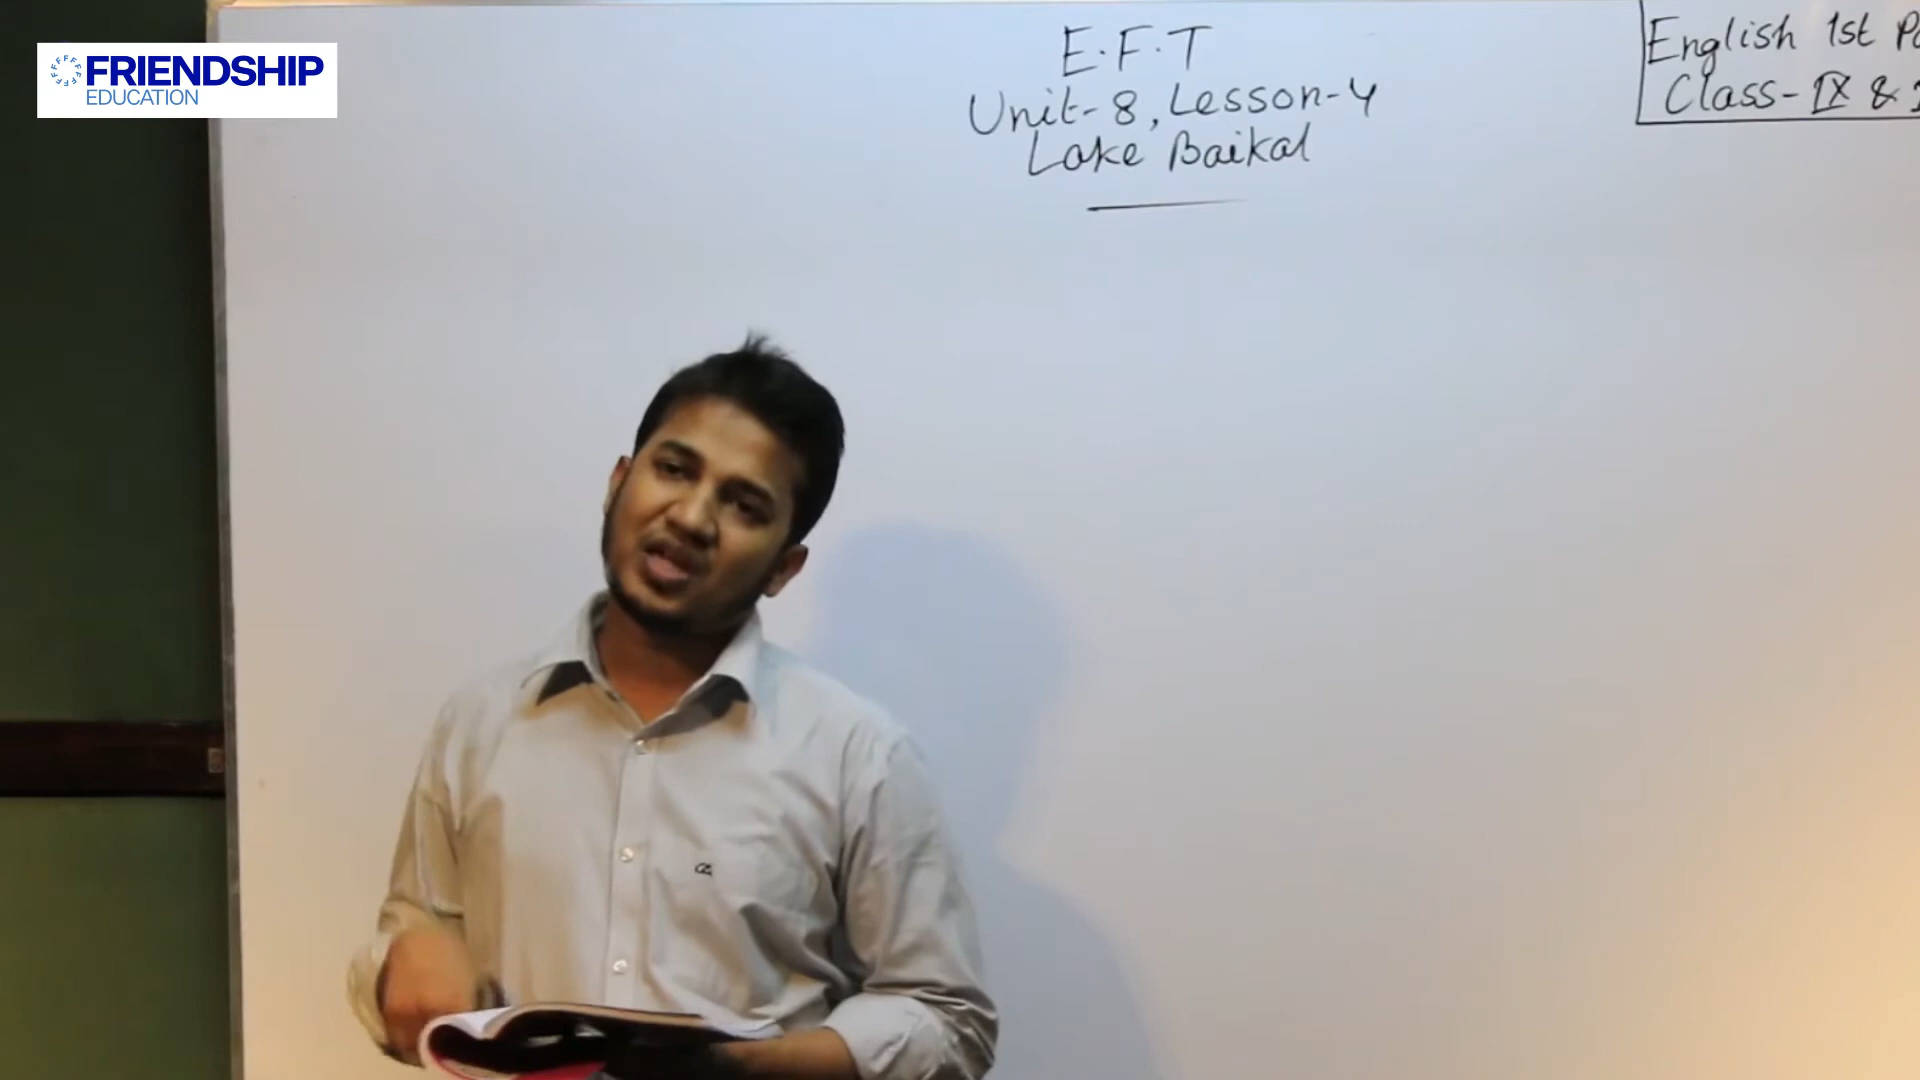 FRIENDSHIP
EDUCATION
E.F.T
Unit-8, Lesson-4
Lake Baikal
English 1st
Class-IX &